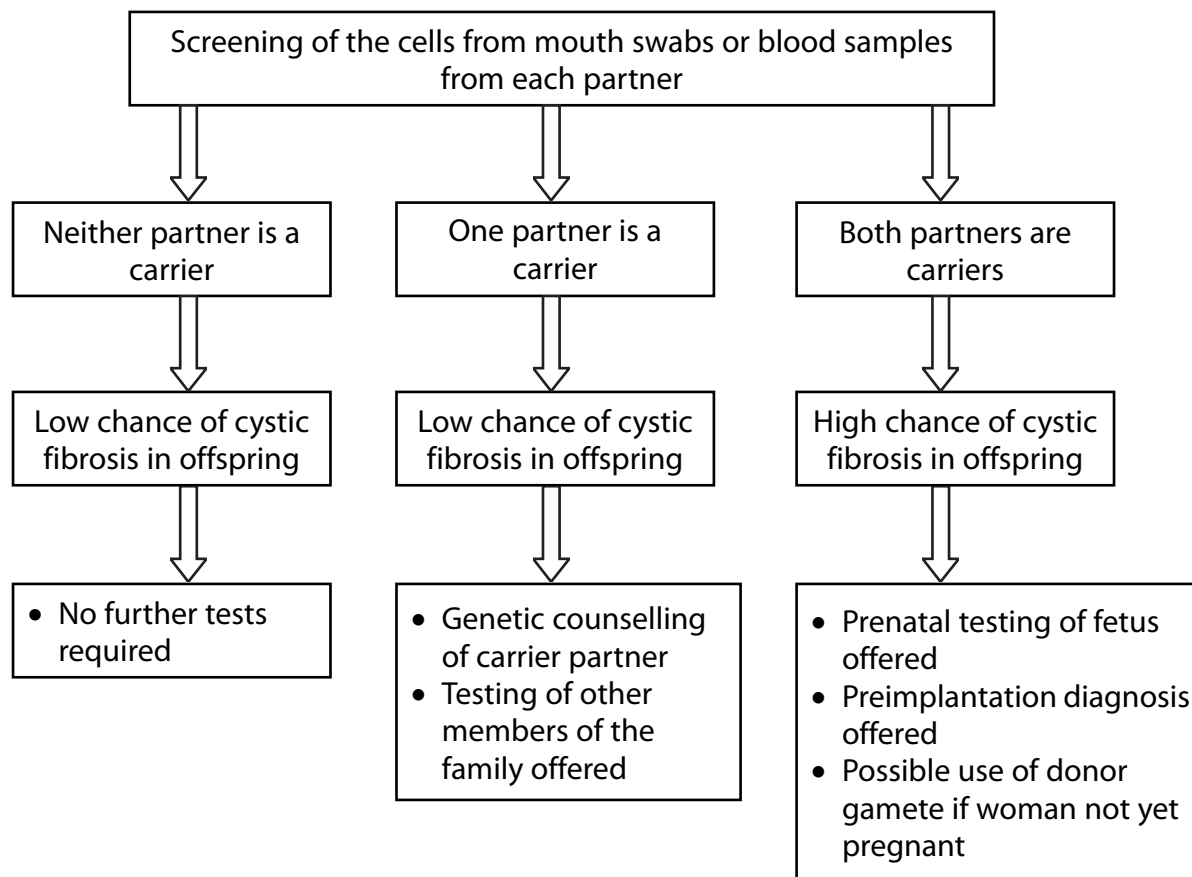 Screening of the cells from mouth swabs or blood samples
from each partner
Neither partner is a
carrier
One partner is a
carrier
Both partners are
carriers
Low chance of cystic
fibrosis in offspring
Low chance of cystic
fibrosis in offspring
High chance of cystic
fibrosis in offspring
• No further tests
required
• Genetic counselling
of carrier partner
• Testing of other
members of the
family offered
• Prenatal testing of fetus
offered
• Preimplantation diagnosis
offered
• Possible use of donor
gamete if woman not yet
pregnant